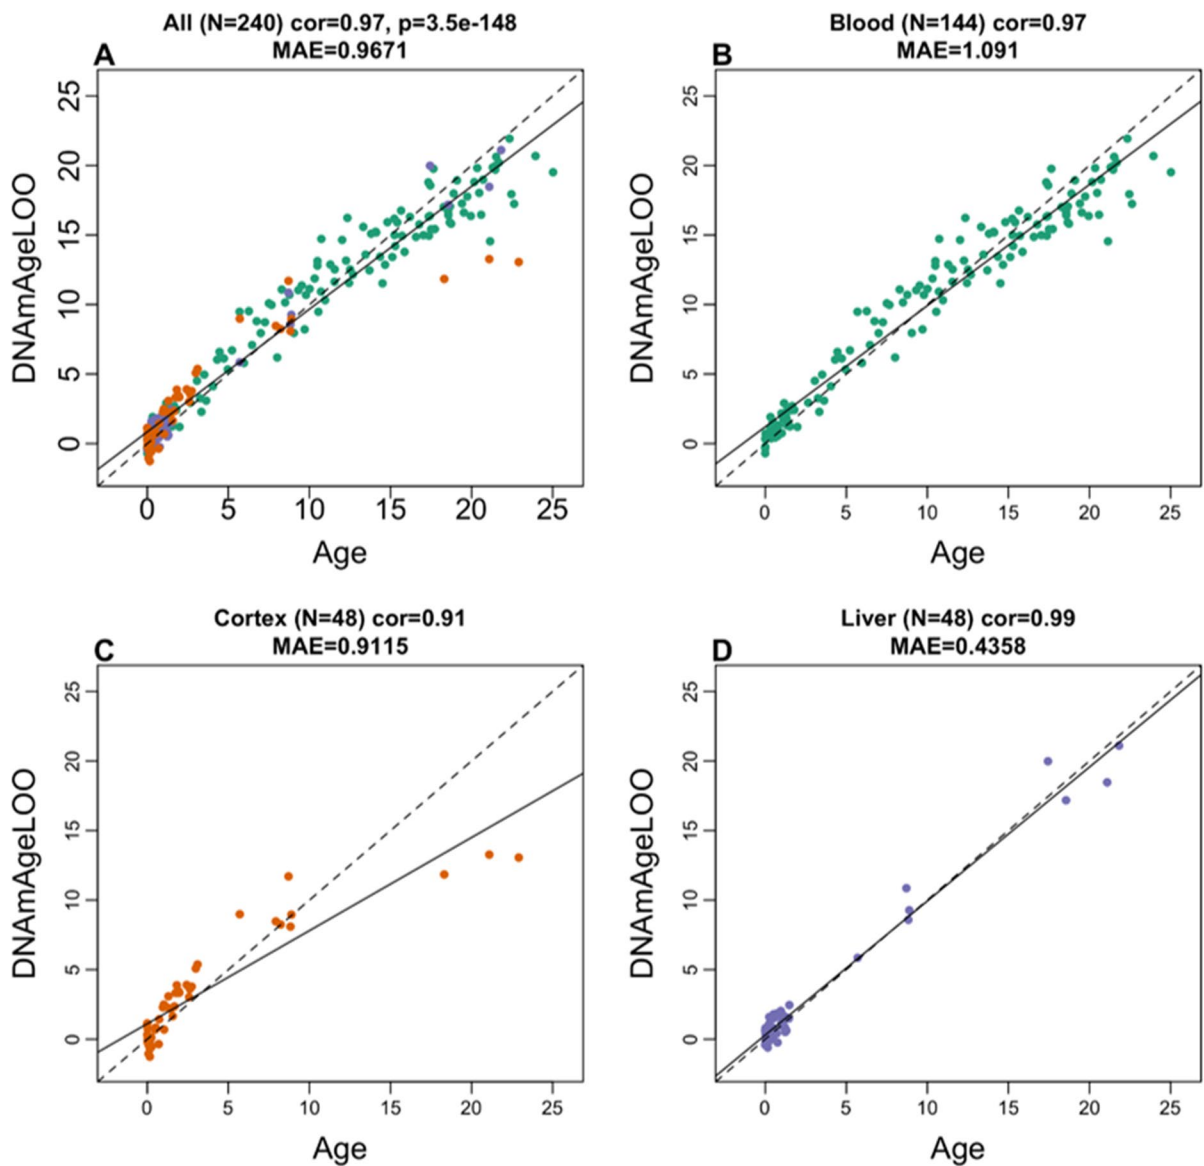 All (N=240) cor=0.97, p=3.5e-148
MAE=0.9671
A
25
20
15
10
5
0
DNAmAgeLOO
0 5 10 15 20 25
Age
Blood (N=144) cor=0.97
MAE=1.091
B
25
20
15
10
5
0
DNAmAgeLOO
0 5 10 15 20 25
Age
Cortex (N=48) cor=0.91
MAE=0.9115
C
25
20
15
10
5
0
DNAmAgeLOO
0 5 10 15 20 25
Age
Liver (N=48) cor=0.99
MAE=0.4358
D
25
20
15
10
5
0
DNAmAgeLOO
0 5 10 15 20 25
Age